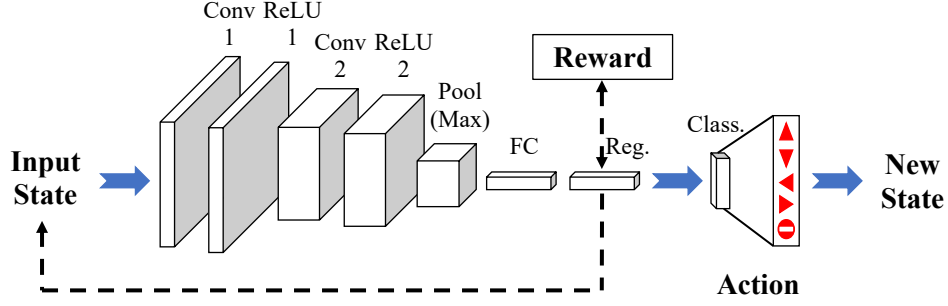 Conv ReLU
1 1
Conv ReLU
2 2
Pool
(Max)
FC
Reg.
Reward
Class.
Input
State
New
State
Action